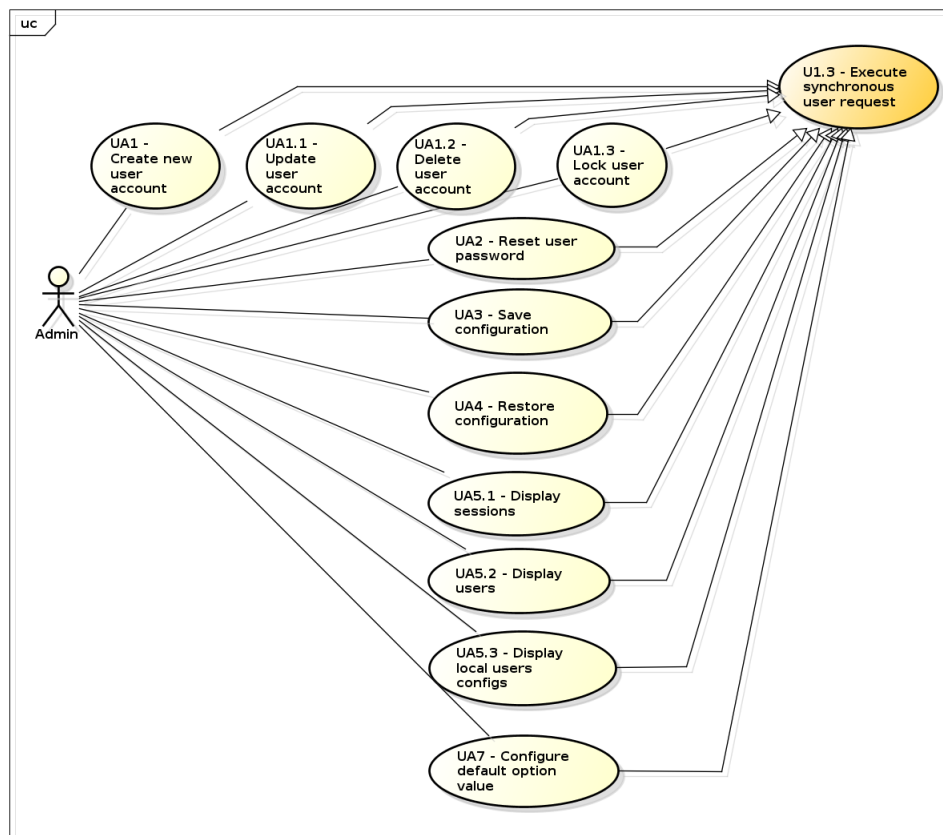 uc
U1.3 - Execute
synchronous
user request
UA1 -
Create new
user
account
UA1.1 -
Update
user
account
UA1.2 -
Delete
user
account
UA1.3 -
Lock user
account
UA2 - Reset user
password
Admin
UA3 - Save
configuration
UA4 - Restore
configuration
UA5.1 - Display
sessions
UA5.2 - Display
users
UA5.3 - Display
local users
configs
UA7 - Configure
default option
value